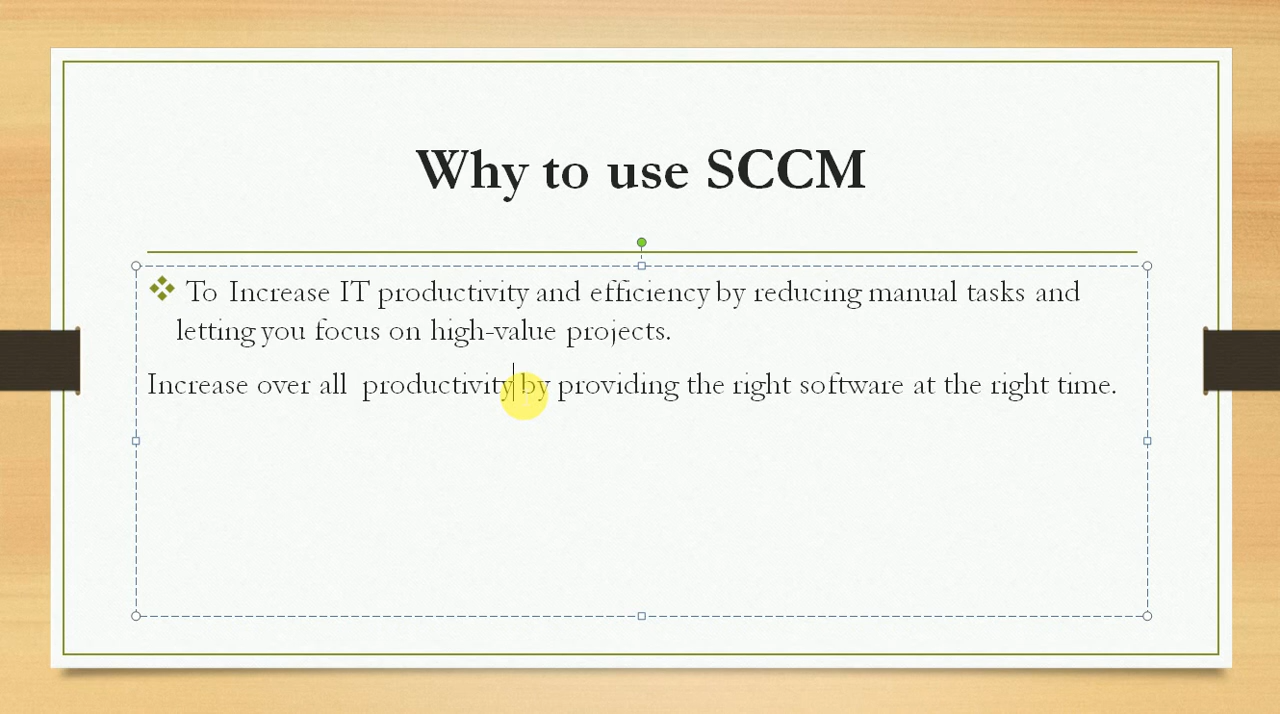 Why to use SCCM
To Increase IT productivity and efficiency by reducing manual tasks and
letting you focus on high-value projects.
Increase over all productivity by providing the right software at the right time.